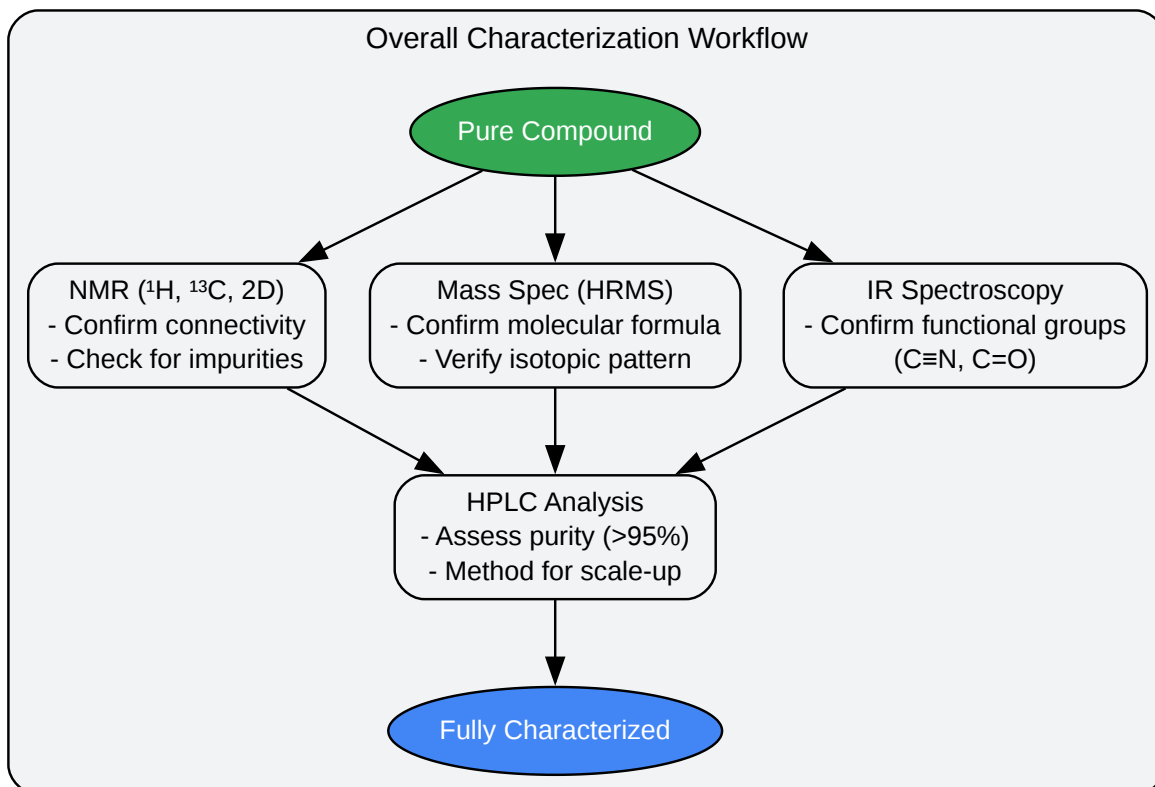 Overall Characterization Workflow
Pure Compound
NMR (¹H, ¹³C, 2D)
- Confirm connectivity
- Check for impurities
Mass Spec (HRMS)
- Confirm molecular formula
- Verify isotopic pattern
IR Spectroscopy
- Confirm functional groups
(C≡N, C=O)
HPLC Analysis
- Assess purity (>95%)
- Method for scale-up
Fully Characterized